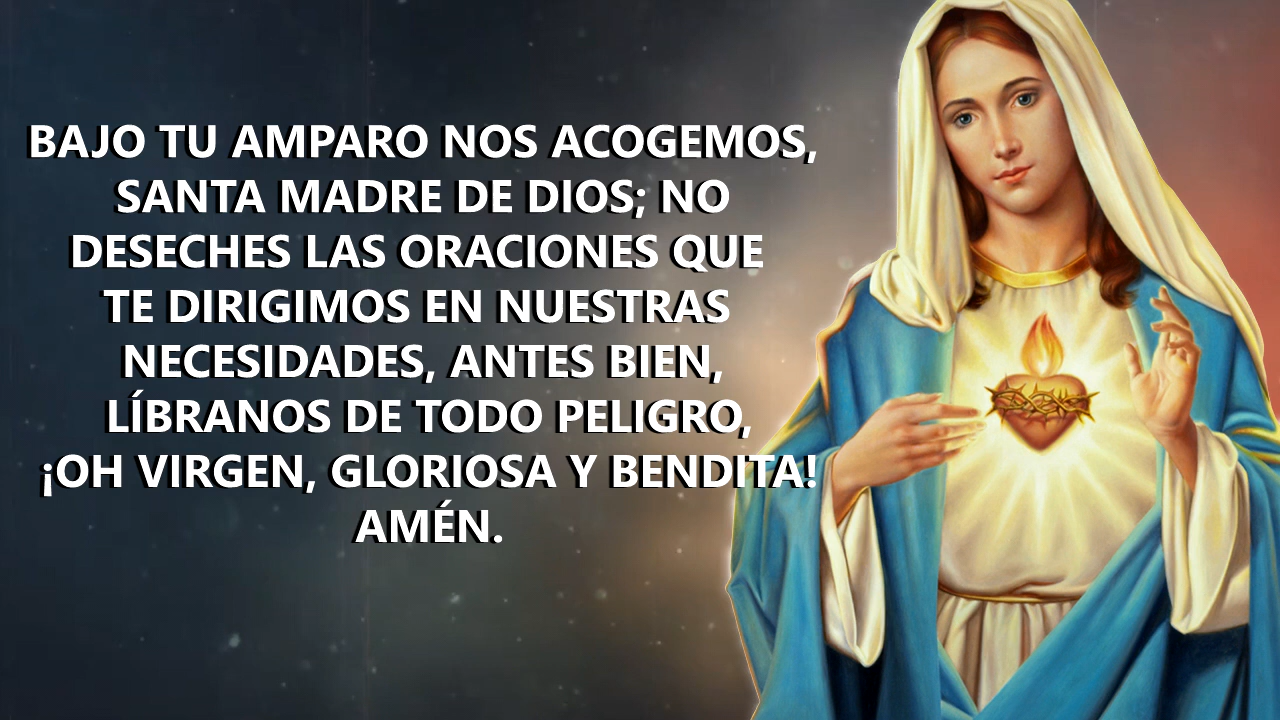 BAJO TU AMPARO NOS ACOGEMOS,
SANTA MADRE DE DIOS; NO
DESECHES LAS ORACIONES QUE
TE DIRIGIMOS EN NUESTRAS
NECESIDADES, ANTES BIEN,
LÍBRANOS DE TODO PELIGRO,
¡OH VIRGEN, GLORIOSA Y BENDITA!
AMÉN.